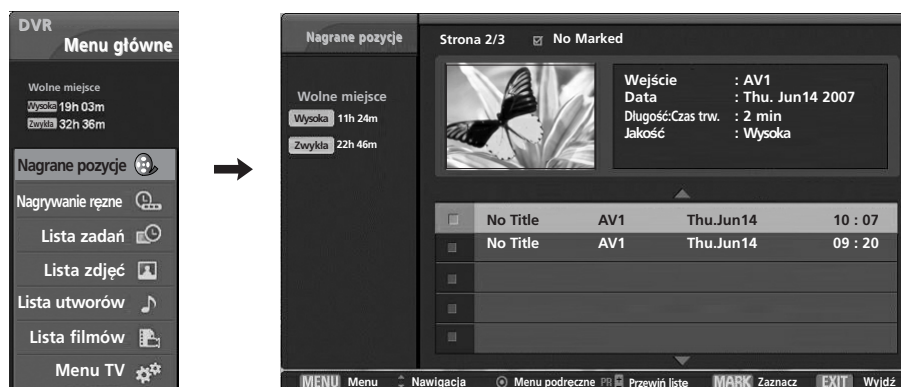 DVR
Menu główne
Wolne miejsce
Wysoka 19h 03m
Zwykła 32h 36m
Nagrane pozycje
Nagrywanie ręzne
Lista zadań
Lista zdjęć
Lista utworów
Lista filmów
Menu TV
Nagrane pozycje
Wolne miejsce
Wysoka 11h 24m
Zwykła 22h 46m
Strona 2/3 No Marked
Wejście : AV1
Data : Thu. Jun14 2007
Długość:Czas trw. : 2 min
Jakość : Wysoka
No Title AV1 Thu.Jun14 10 : 07
No Title AV1 Thu.Jun14 09 : 20
MENU Menu Nawigacja Menu podręczne PR Przewiń listę MARK Zaznacz EXIT Wyjdź